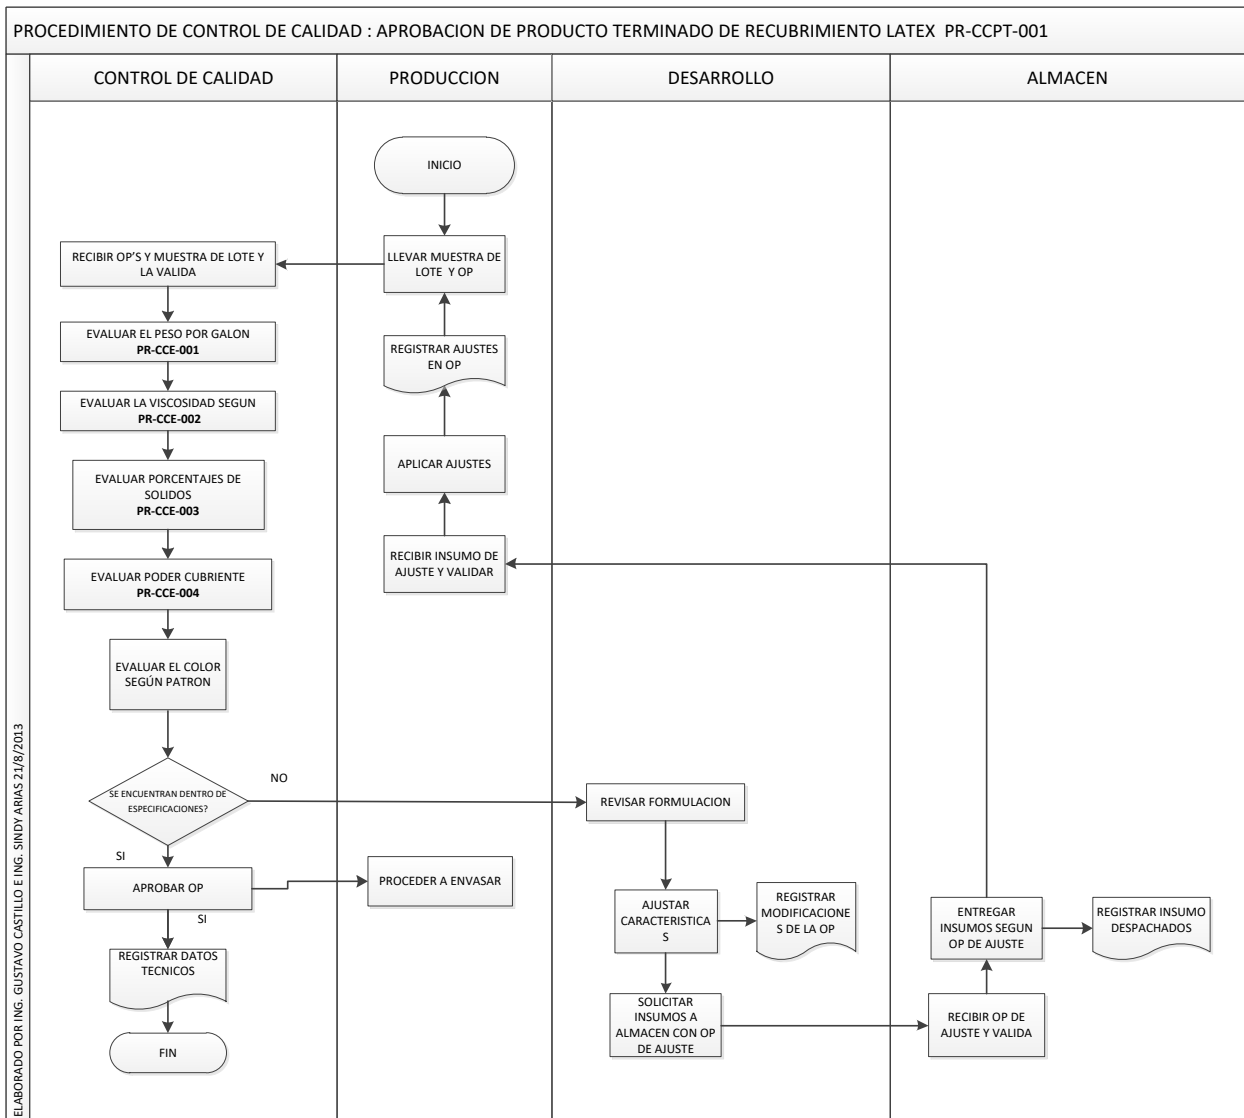 PROCEDIMIENTO DE CONTROL DE CALIDAD : APROBACION DE PRODUCTO TERMINADO DE RECUBRIMIENTO LATEX  PR-CCPT-001
CONTROL DE CALIDAD
PRODUCCION
DESARROLLO
ALMACEN
INICIO
LLEVAR MUESTRA DE
LOTE Y OP
RECIBIR OP'S Y MUESTRA DE LOTE Y
LA VALIDA
EVALUAR EL PESO POR GALON
PR-CCE-001
EVALUAR LA VISCOSIDAD SEGUN
PR-CCE-002
EVALUAR PORCENTAJES DE
SOLIDOS
PR-CCE-003
EVALUAR PODER CUBRIENTE
PR-CCE-004
EVALUAR EL COLOR
SEGÚN PATRON
SE ENCUENTRAN DENTRO DE
ESPECIFICACIONES?
NO
SI
APROBAR OP
SI
REGISTRAR DATOS
TECNICOS
FIN
REGISTRAR AJUSTES
EN OP
APLICAR AJUSTES
RECIBIR INSUMO DE
AJUSTE Y VALIDAR
PROCEDER A ENVASAR
REVISAR FORMULACION
AJUSTAR
CARACTERISTICA
S
REGISTRAR
MODIFICACIONE
S DE LA OP
SOLICITAR
INSUMOS A
ALMACEN CON OP
DE AJUSTE
ENTREGAR
INSUMOS SEGUN
OP DE AJUSTE
REGISTRAR INSUMO
DESPACHADOS
RECIBIR OP DE
AJUSTE Y VALIDA
ELABORADO POR ING. GUSTAVO CASTILLO E ING. SINDY ARIAS 21/8/2013